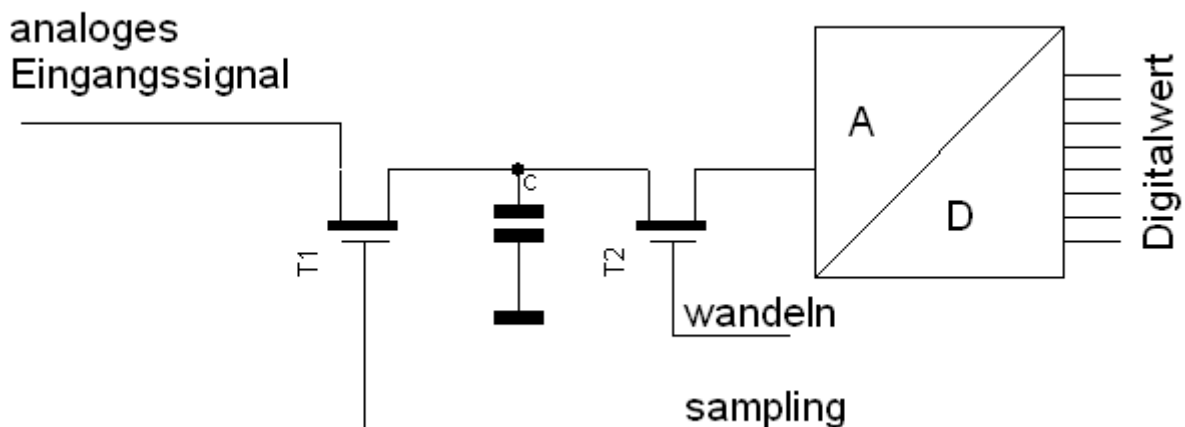 analoges
Eingangssignal
A
D
Digitalwert
C
T1
T2
wandeln
sampling